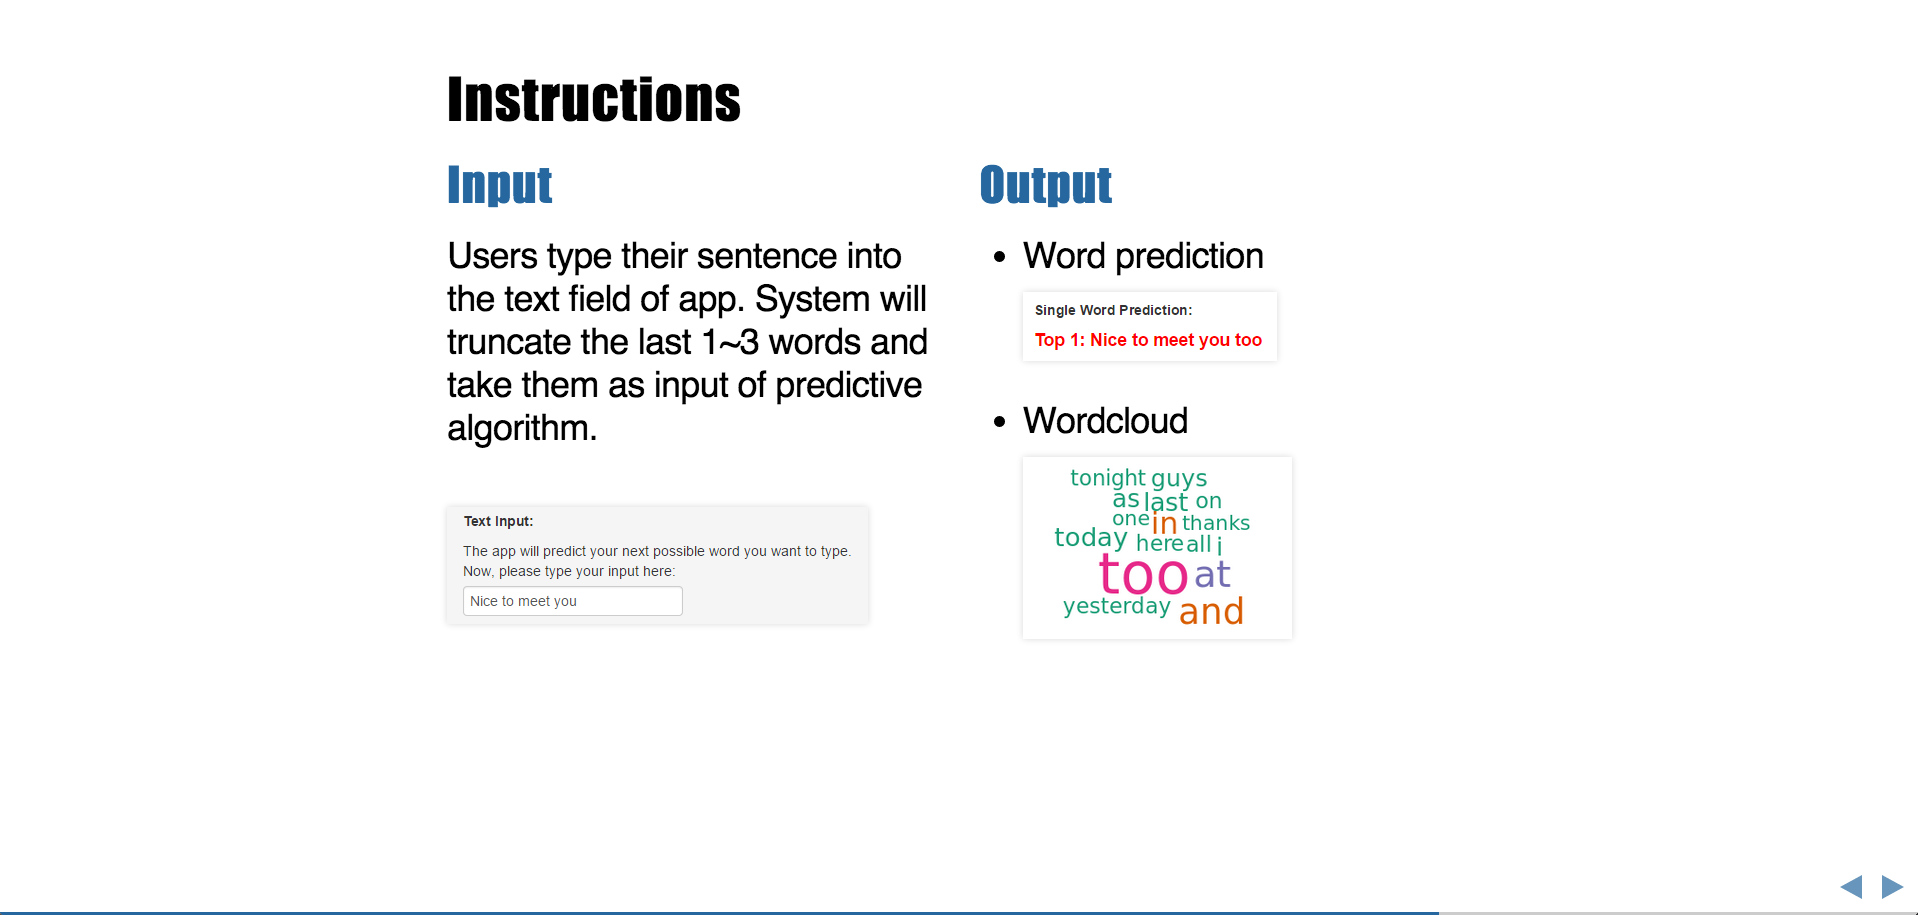 Instructions
Input
Users type their sentence into
the text field of app. System will
truncate the last 1~3 words and
take them as input of predictive
algorithm.
Text Input:
The app will predict your next possible word you want to type.
Now, please type your input here:
Nice to meet you
Output
• Word prediction
Single Word Prediction:
Top 1: Nice to meet you too
• Wordcloud
tonight guys
as last on
one in thanks
today here all i
too at
yesterday and